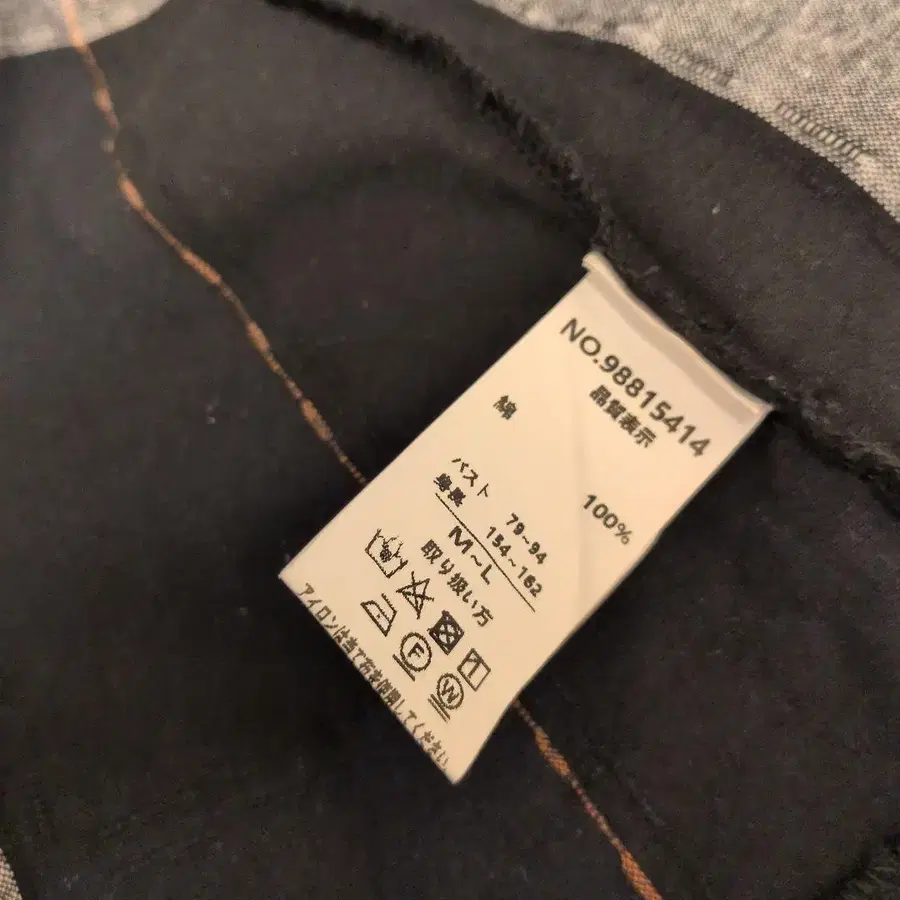 NO.98815414
品質表示
綿 100%
バスト 79~94
身長 154~162
M~L
取り扱い方
F W
アイロンは当て布を使用してください